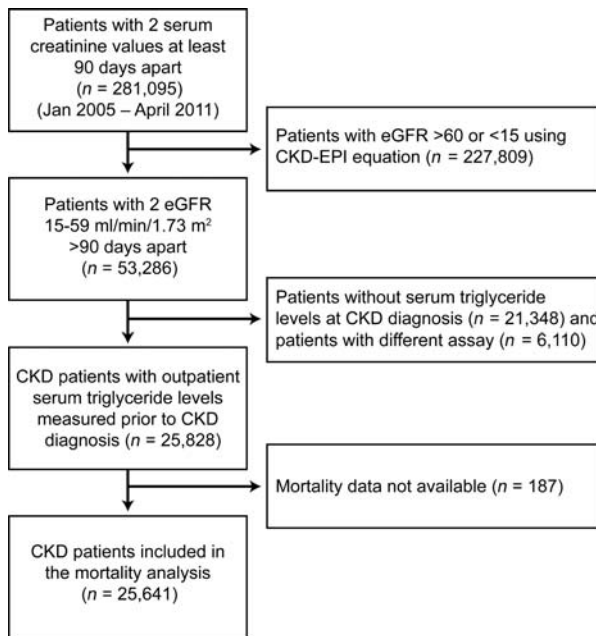 Patients with 2 serum
creatinine values at least
90 days apart
(n = 281,095)
(Jan 2005 – April 2011)
Patients with eGFR >60 or <15 using
CKD-EPI equation (n = 227,809)
Patients with 2 eGFR
15-59 ml/min/1.73 m²
>90 days apart
(n = 53,286)
Patients without serum triglyceride
levels at CKD diagnosis (n = 21,348) and
patients with different assay (n = 6,110)
CKD patients with outpatient
serum triglyceride levels
measured prior to CKD
diagnosis (n = 25,828)
Mortality data not available (n = 187)
CKD patients included in
the mortality analysis
(n = 25,641)